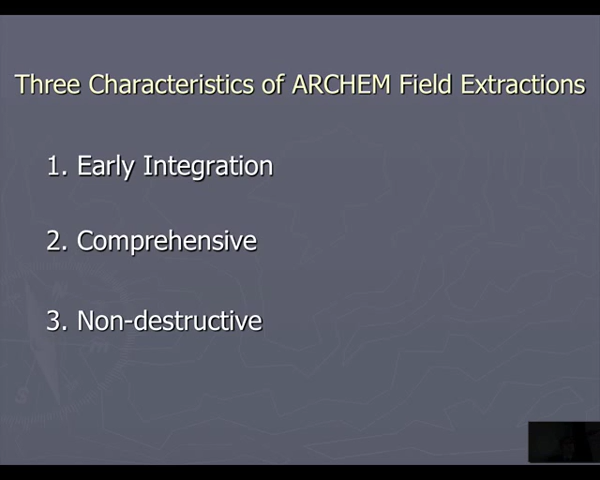 Three Characteristics of ARCHEM Field Extractions
1. Early Integration
2. Comprehensive
3. Non-destructive